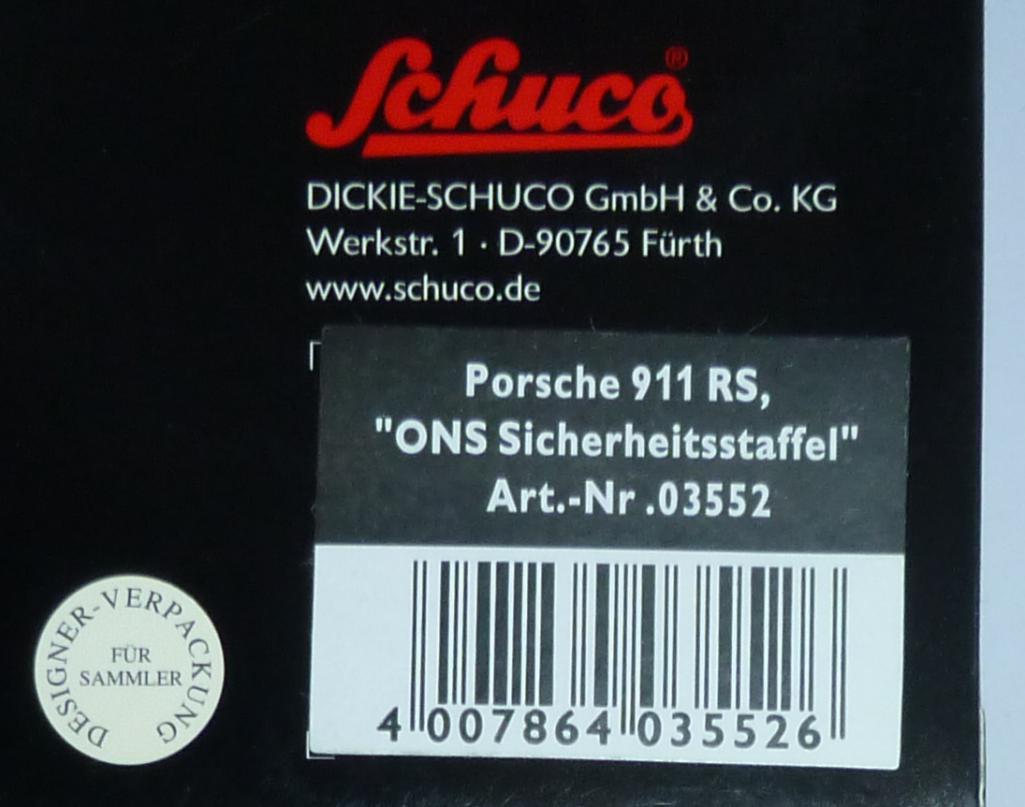 Schuco®
DICKIE-SCHUCO GmbH & Co. KG
Werkstr. 1 · D-90765 Fürth
www.schuco.de
Porsche 911 RS,
"ONS Sicherheitsstaffel"
Art.-Nr .03552
4 007864 035526
DESIGNER-VERPACKUNG
FÜR
SAMMLER